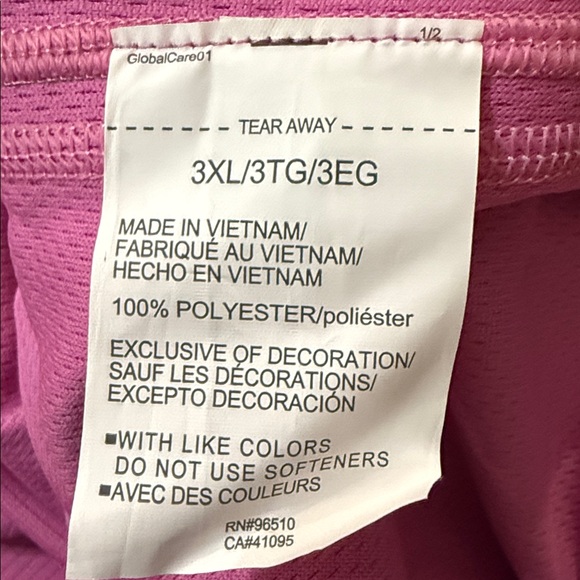 1/2
GlobalCare01
TEAR AWAY
3XL/3TG/3EG
MADE IN VIETNAM/
FABRIQUÉ AU VIETNAM/
HECHO EN VIETNAM
100% POLYESTER/poliéster
EXCLUSIVE OF DECORATION/
SAUF LES DÉCORATIONS/
EXCEPTO DECORACIÓN
■WITH LIKE COLORS
DO NOT USE SOFTENERS
■AVEC DES COULEURS
RN#96510
CA#41095